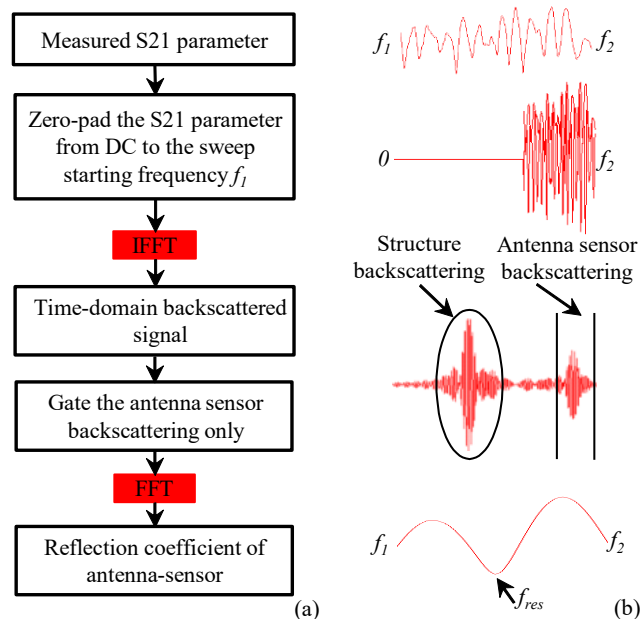 Measured S21 parameter
Zero-pad the S21 parameter
from DC to the sweep
starting frequency f1
IFFT
Time-domain backscattered
signal
Gate the antenna sensor
backscattering only
FFT
Reflection coefficient of
antenna-sensor
(a)
f1
f2
0
f2
Structure
backscattering
Antenna sensor
backscattering
f1
f2
fres
(b)